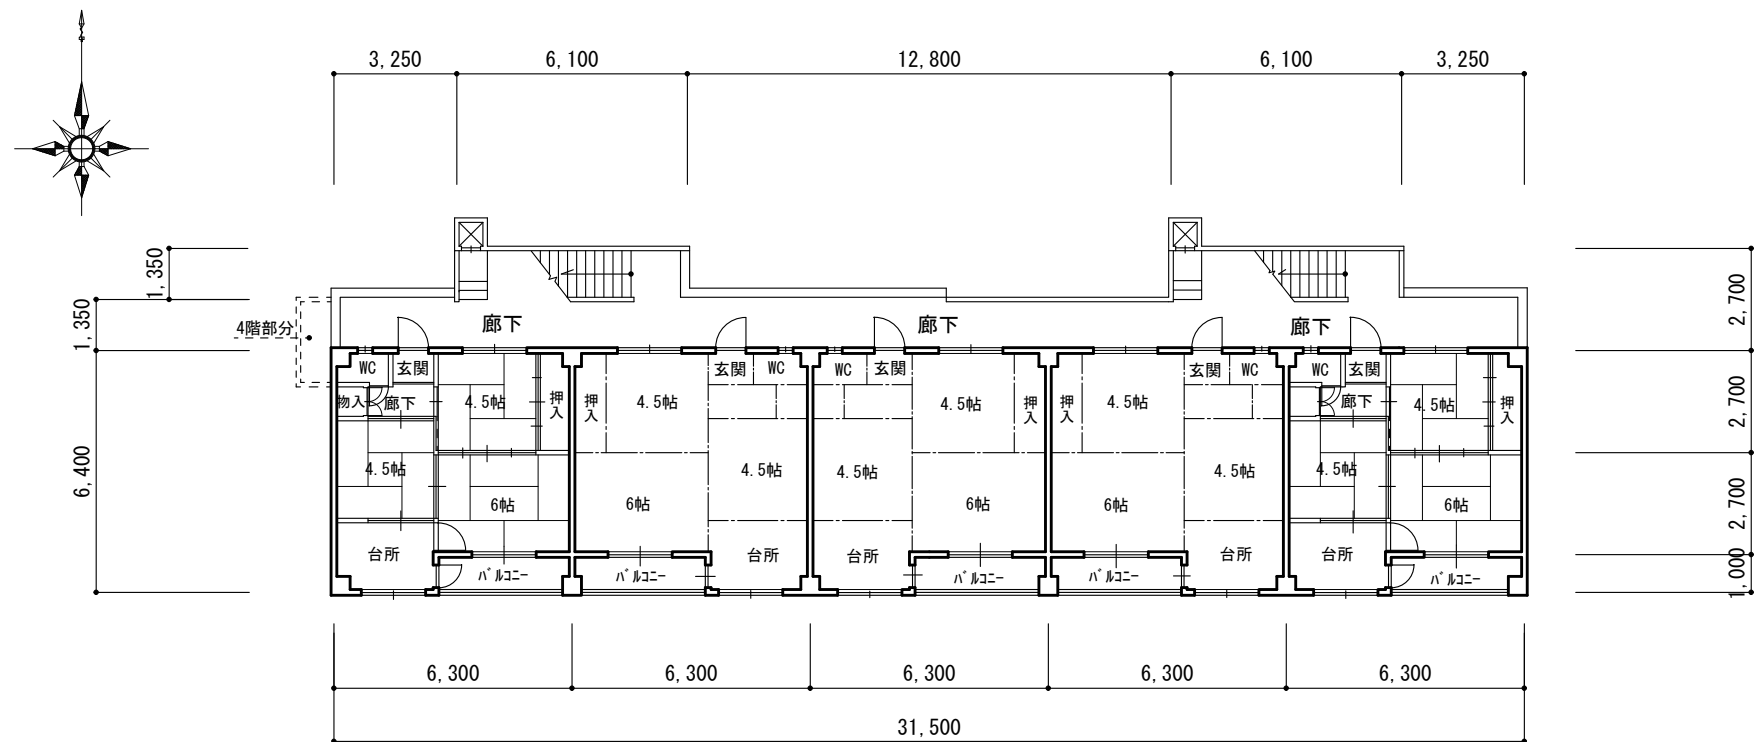 3,250
6,100
12,800
6,100
3,250
1,350
1,350
6,400
2,700
2,700
2,700
1,000
4階部分
廊下
廊下
廊下
WC
玄関
玄関
WC
WC
玄関
玄関
WC
WC
玄関
物入
廊下
4.5帖
押入
押入
4.5帖
4.5帖
押入
押入
4.5帖
廊下
4.5帖
押入
4.5帖
6帖
6帖
4.5帖
4.5帖
6帖
6帖
4.5帖
4.5帖
6帖
台所
台所
台所
台所
台所
バルコニー
バルコニー
バルコニー
バルコニー
バルコニー
6,300
6,300
6,300
6,300
6,300
31,500